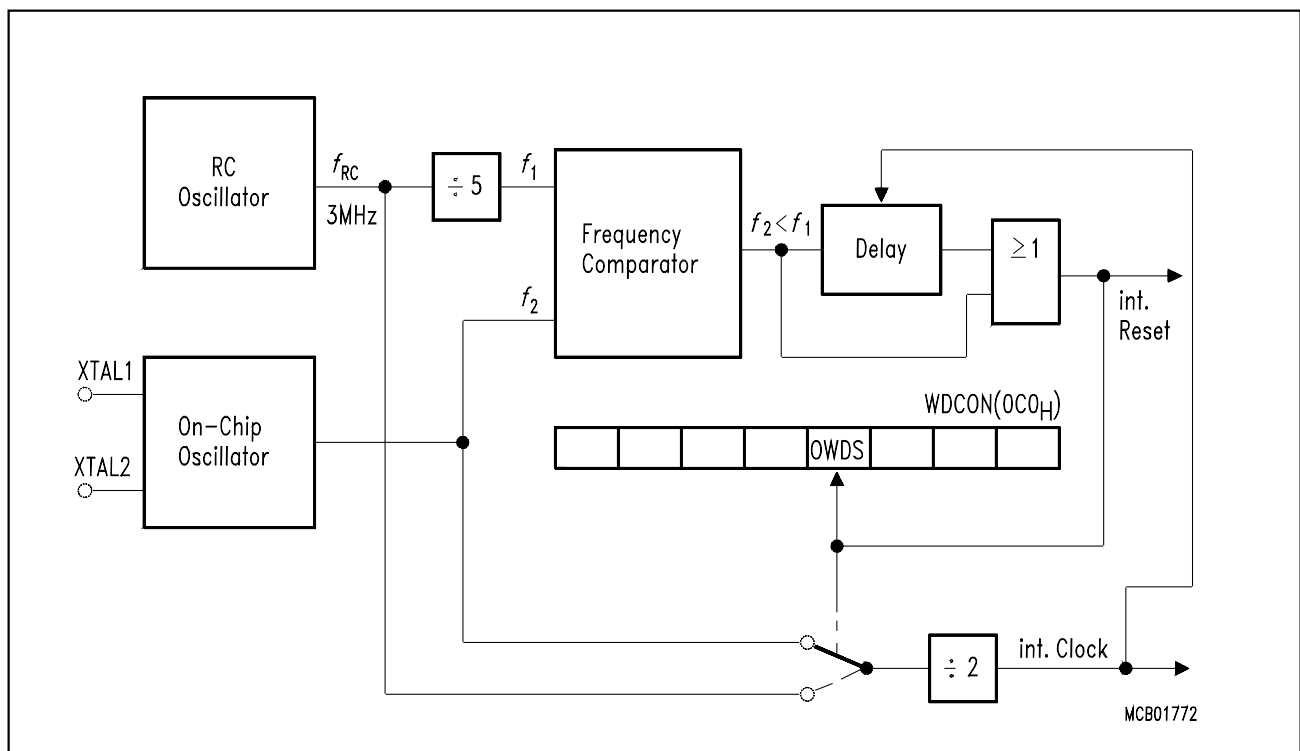 RC
Oscillator
fRC
3MHz
÷ 5
f1
Frequency
Comparator
f2<f1
Delay
≥1
int.
Reset
f2
XTAL1
XTAL2
On-Chip
Oscillator
WDCON(0C0H)
OWDS
÷ 2
int. Clock
MCB01772